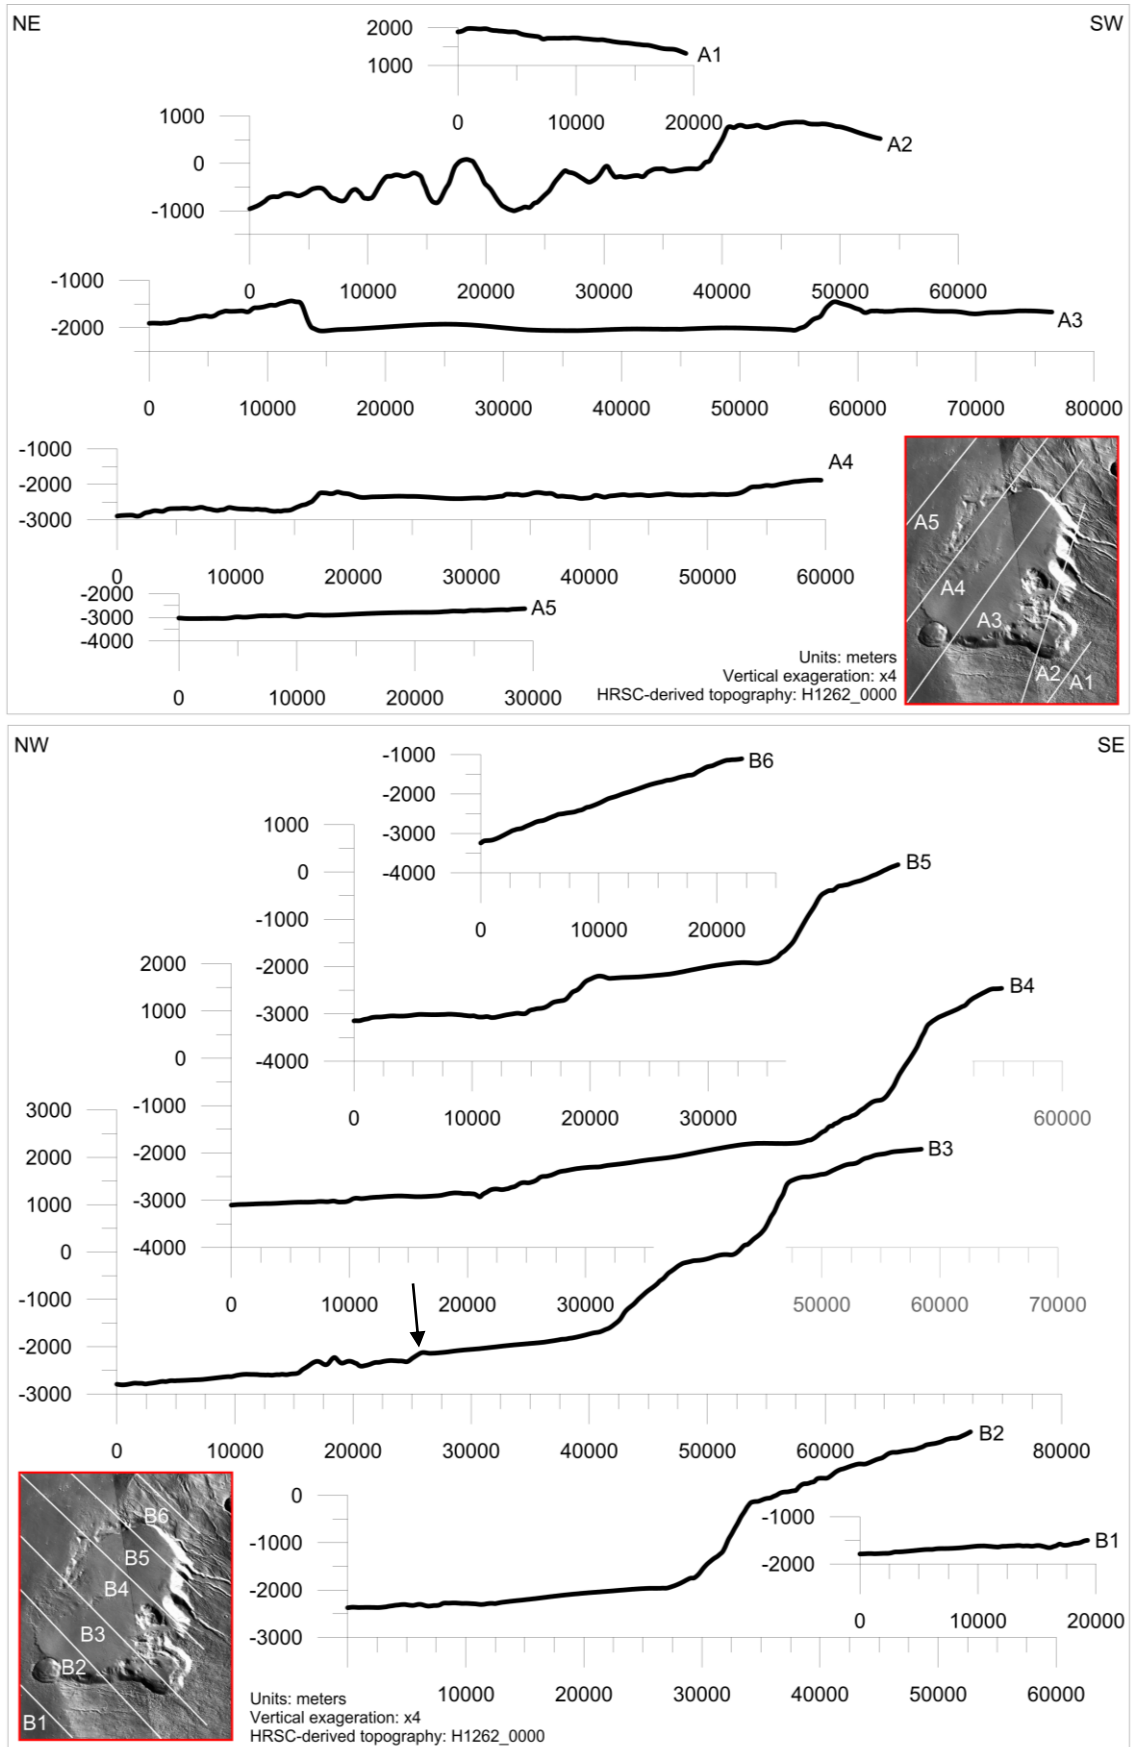 NE
SW
2000
1000
A1
0 10000 20000
1000
0
-1000
A2
0 10000 20000 30000 40000 50000 60000
-1000
-2000
A3
0 10000 20000 30000 40000 50000 60000 70000 80000
-1000
-2000
-3000
A4
0 10000 20000 30000 40000 50000 60000
-2000
-3000
-4000
A5
0 10000 20000 30000
A5
A4
A3
A2
A1
Units: meters
Vertical exageration: x4
HRSC-derived topography: H1262_0000
NW
SE
-1000
-2000
-3000
-4000
B6
0 10000 20000
1000
0
-1000
-2000
-3000
-4000
B5
0 10000 20000 30000 60000
2000
1000
0
-1000
-2000
-3000
-4000
B4
0 10000 20000 30000 50000 60000 70000
3000
2000
1000
0
-1000
-2000
-3000
B3
0 10000 20000 30000 40000 50000 60000 80000
0
-1000
-2000
-3000
B2
10000 20000 30000 40000 50000 60000
-1000
-2000
B1
0 10000 20000
B6
B5
B4
B3
B2
B1
Units: meters
Vertical exageration: x4
HRSC-derived topography: H1262_0000